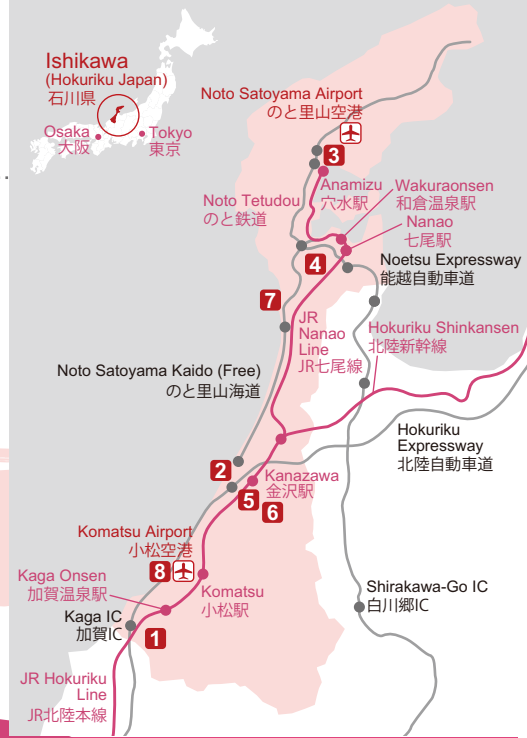 Ishikawa
(Hokuriku Japan)
石川県
Osaka
大阪
Tokyo
東京
Noto Satoyama Airport
のと里山空港
3
Anamizu
穴水駅
Noto Tetudou
のと鉄道
Wakuraonsen
和倉温泉駅
Nanao
七尾駅
4
Noetsu Expressway
能越自動車道
7
JR
Nanao
Line
JR七尾線
Hokuriku Shinkansen
北陸新幹線
Noto Satoyama Kaido (Free)
のと里山海道
Hokuriku
Expressway
北陸自動車道
2
Kanazawa
金沢駅
5
6
Komatsu Airport
小松空港
8
Kaga Onsen
加賀温泉駅
Komatsu
小松駅
Shirakawa-Go IC
白川郷IC
Kaga IC
加賀IC
1
JR Hokuriku
Line
JR北陸本線